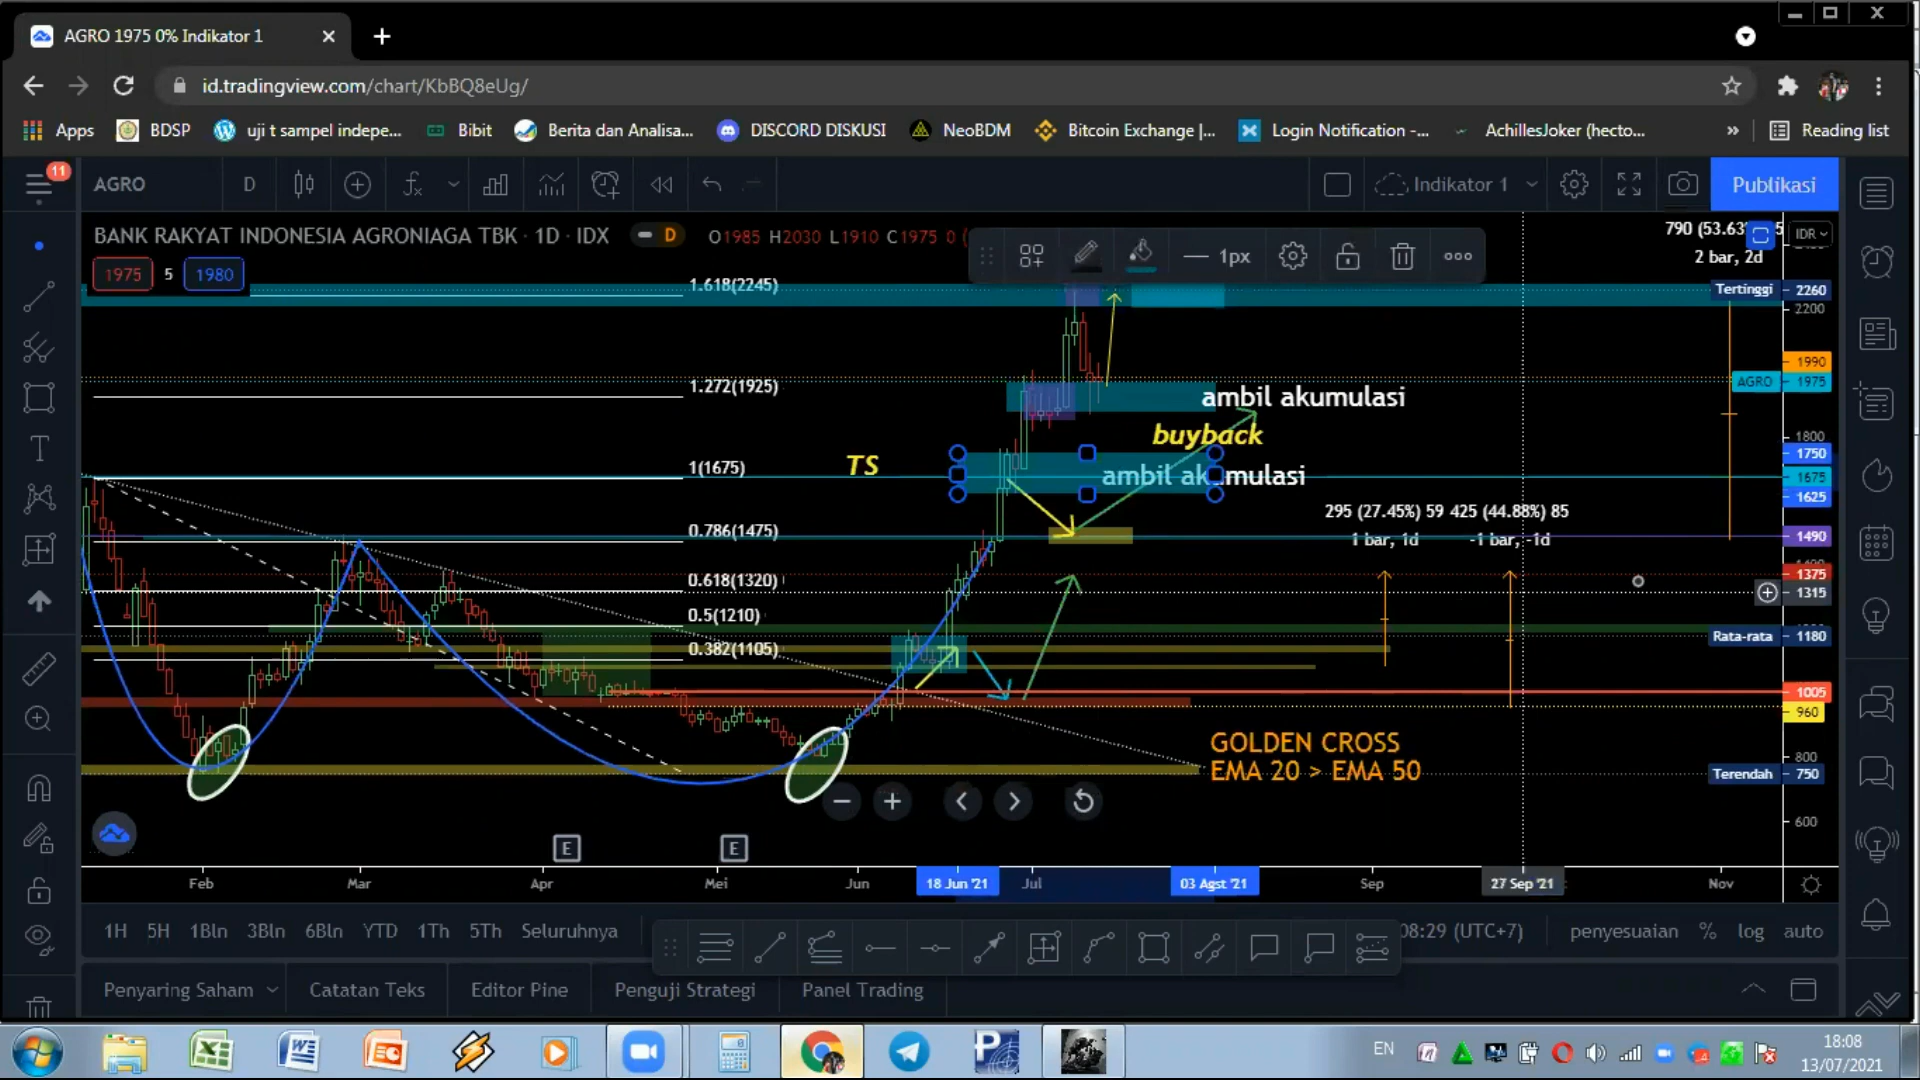 AGRO 1975 0% Indikator 1
id.tradingview.com/chart/KbBQ8eUg/
Apps BDSP uji t sampel indepe... Bibit Berita dan Analisa... DISCORD DISKUSI NeoBDM Bitcoin Exchange |... Login Notification -... AchillesJoker (hecto... » Reading list
11
AGRO D Indikator 1 Publikasi
BANK RAKYAT INDONESIA AGRONIAGA TBK · 1D · IDX D O1985 H2030 L1910 C1975 0 (
790 (53.63 5
IDR
2 bar, 2d
1px
1975 5 1980
1.618(2245)
Tertinggi 2260
2200
1990
1.272(1925)
AGRO 1975
ambil akumulasi
buyback
1800
1750
TS
1(1675)
ambil akumulasi
1675
1625
295 (27.45%) 59 425 (44.88%) 85
0.786(1475)
1 bar, 1d -1 bar, -1d
1490
1375
0.618(1320)
1315
0.5(1210)
Rata-rata 1180
0.382(1105)
1005
960
GOLDEN CROSS
EMA 20 > EMA 50
800
Terendah 750
600
E E
Feb Mar Apr Mei Jun 18 Jun '21 Jul 03 Agst '21 Sep 27 Sep '21 Nov
1H 5H 1Bln 3Bln 6Bln YTD 1Th 5Th Seluruhnya
08:29 (UTC+7) penyesuaian % log auto
Penyaring Saham Catatan Teks Editor Pine Penguji Strategi Panel Trading
EN
18:08
13/07/2021